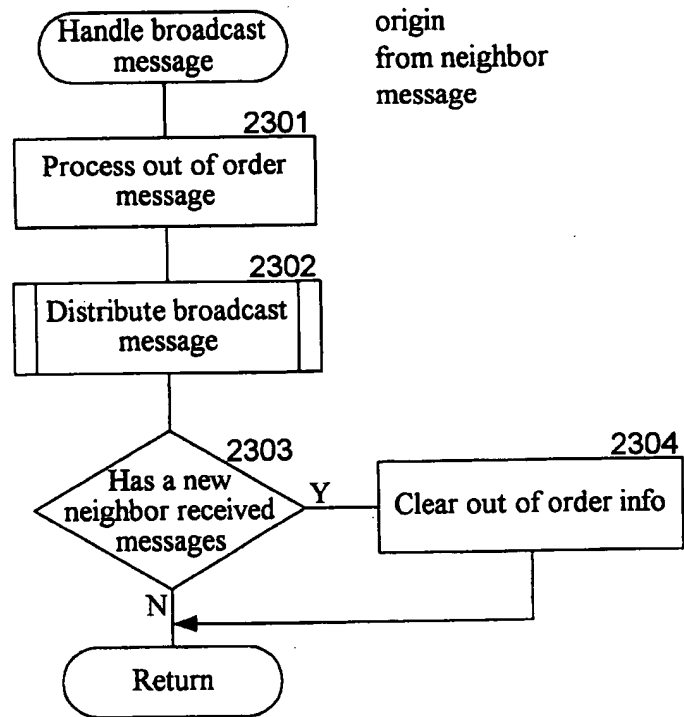 Handle broadcast
message
origin
from neighbor
message
2301
Process out of order
message
2302
Distribute broadcast
message
2303
Has a new
neighbor received
messages
Y
2304
Clear out of order info
N
Return